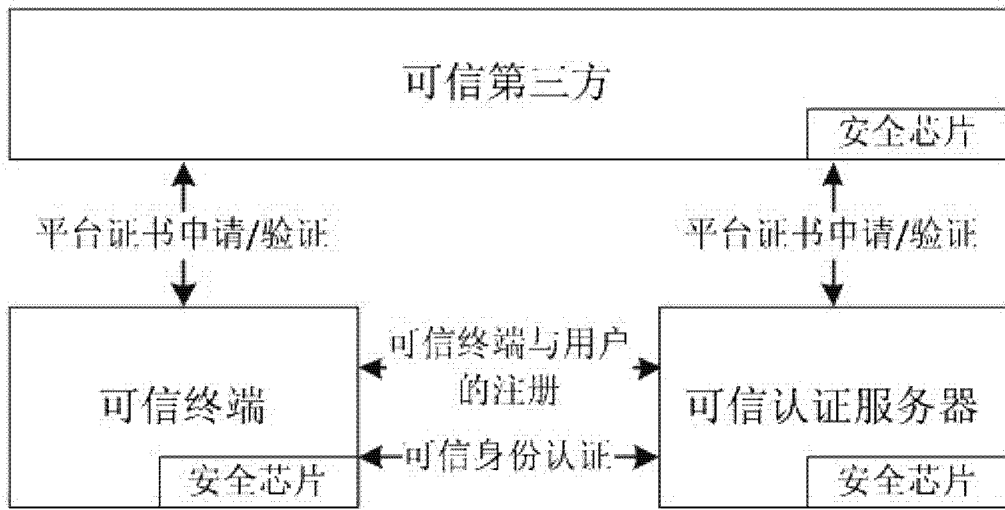 可信第三方
安全芯片
平台证书申请/验证
平台证书申请/验证
可信终端与用户
的注册
可信终端
可信认证服务器
可信身份认证
安全芯片
安全芯片